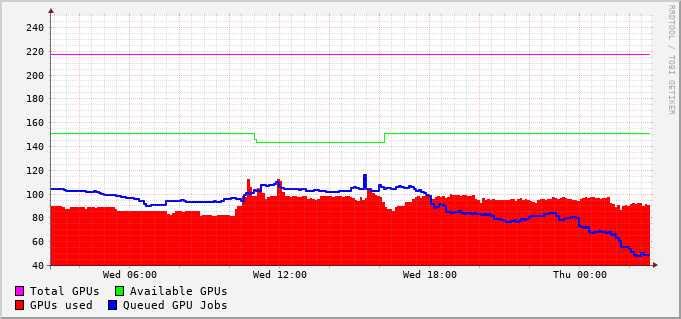 240
220
200
180
160
140
120
100
80
60
40
Wed 06:00 Wed 12:00 Wed 18:00 Thu 00:00
Total GPUs Available GPUs
GPUs used Queued GPU Jobs
RRDTOOL / TOBI OETIKER